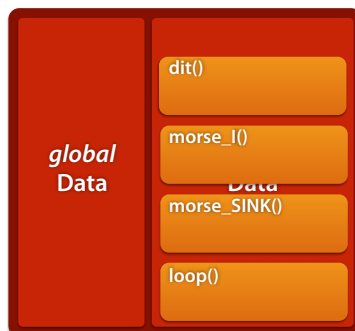 global
Data
dit()
morse_I()
Data
morse_SINK()
loop()